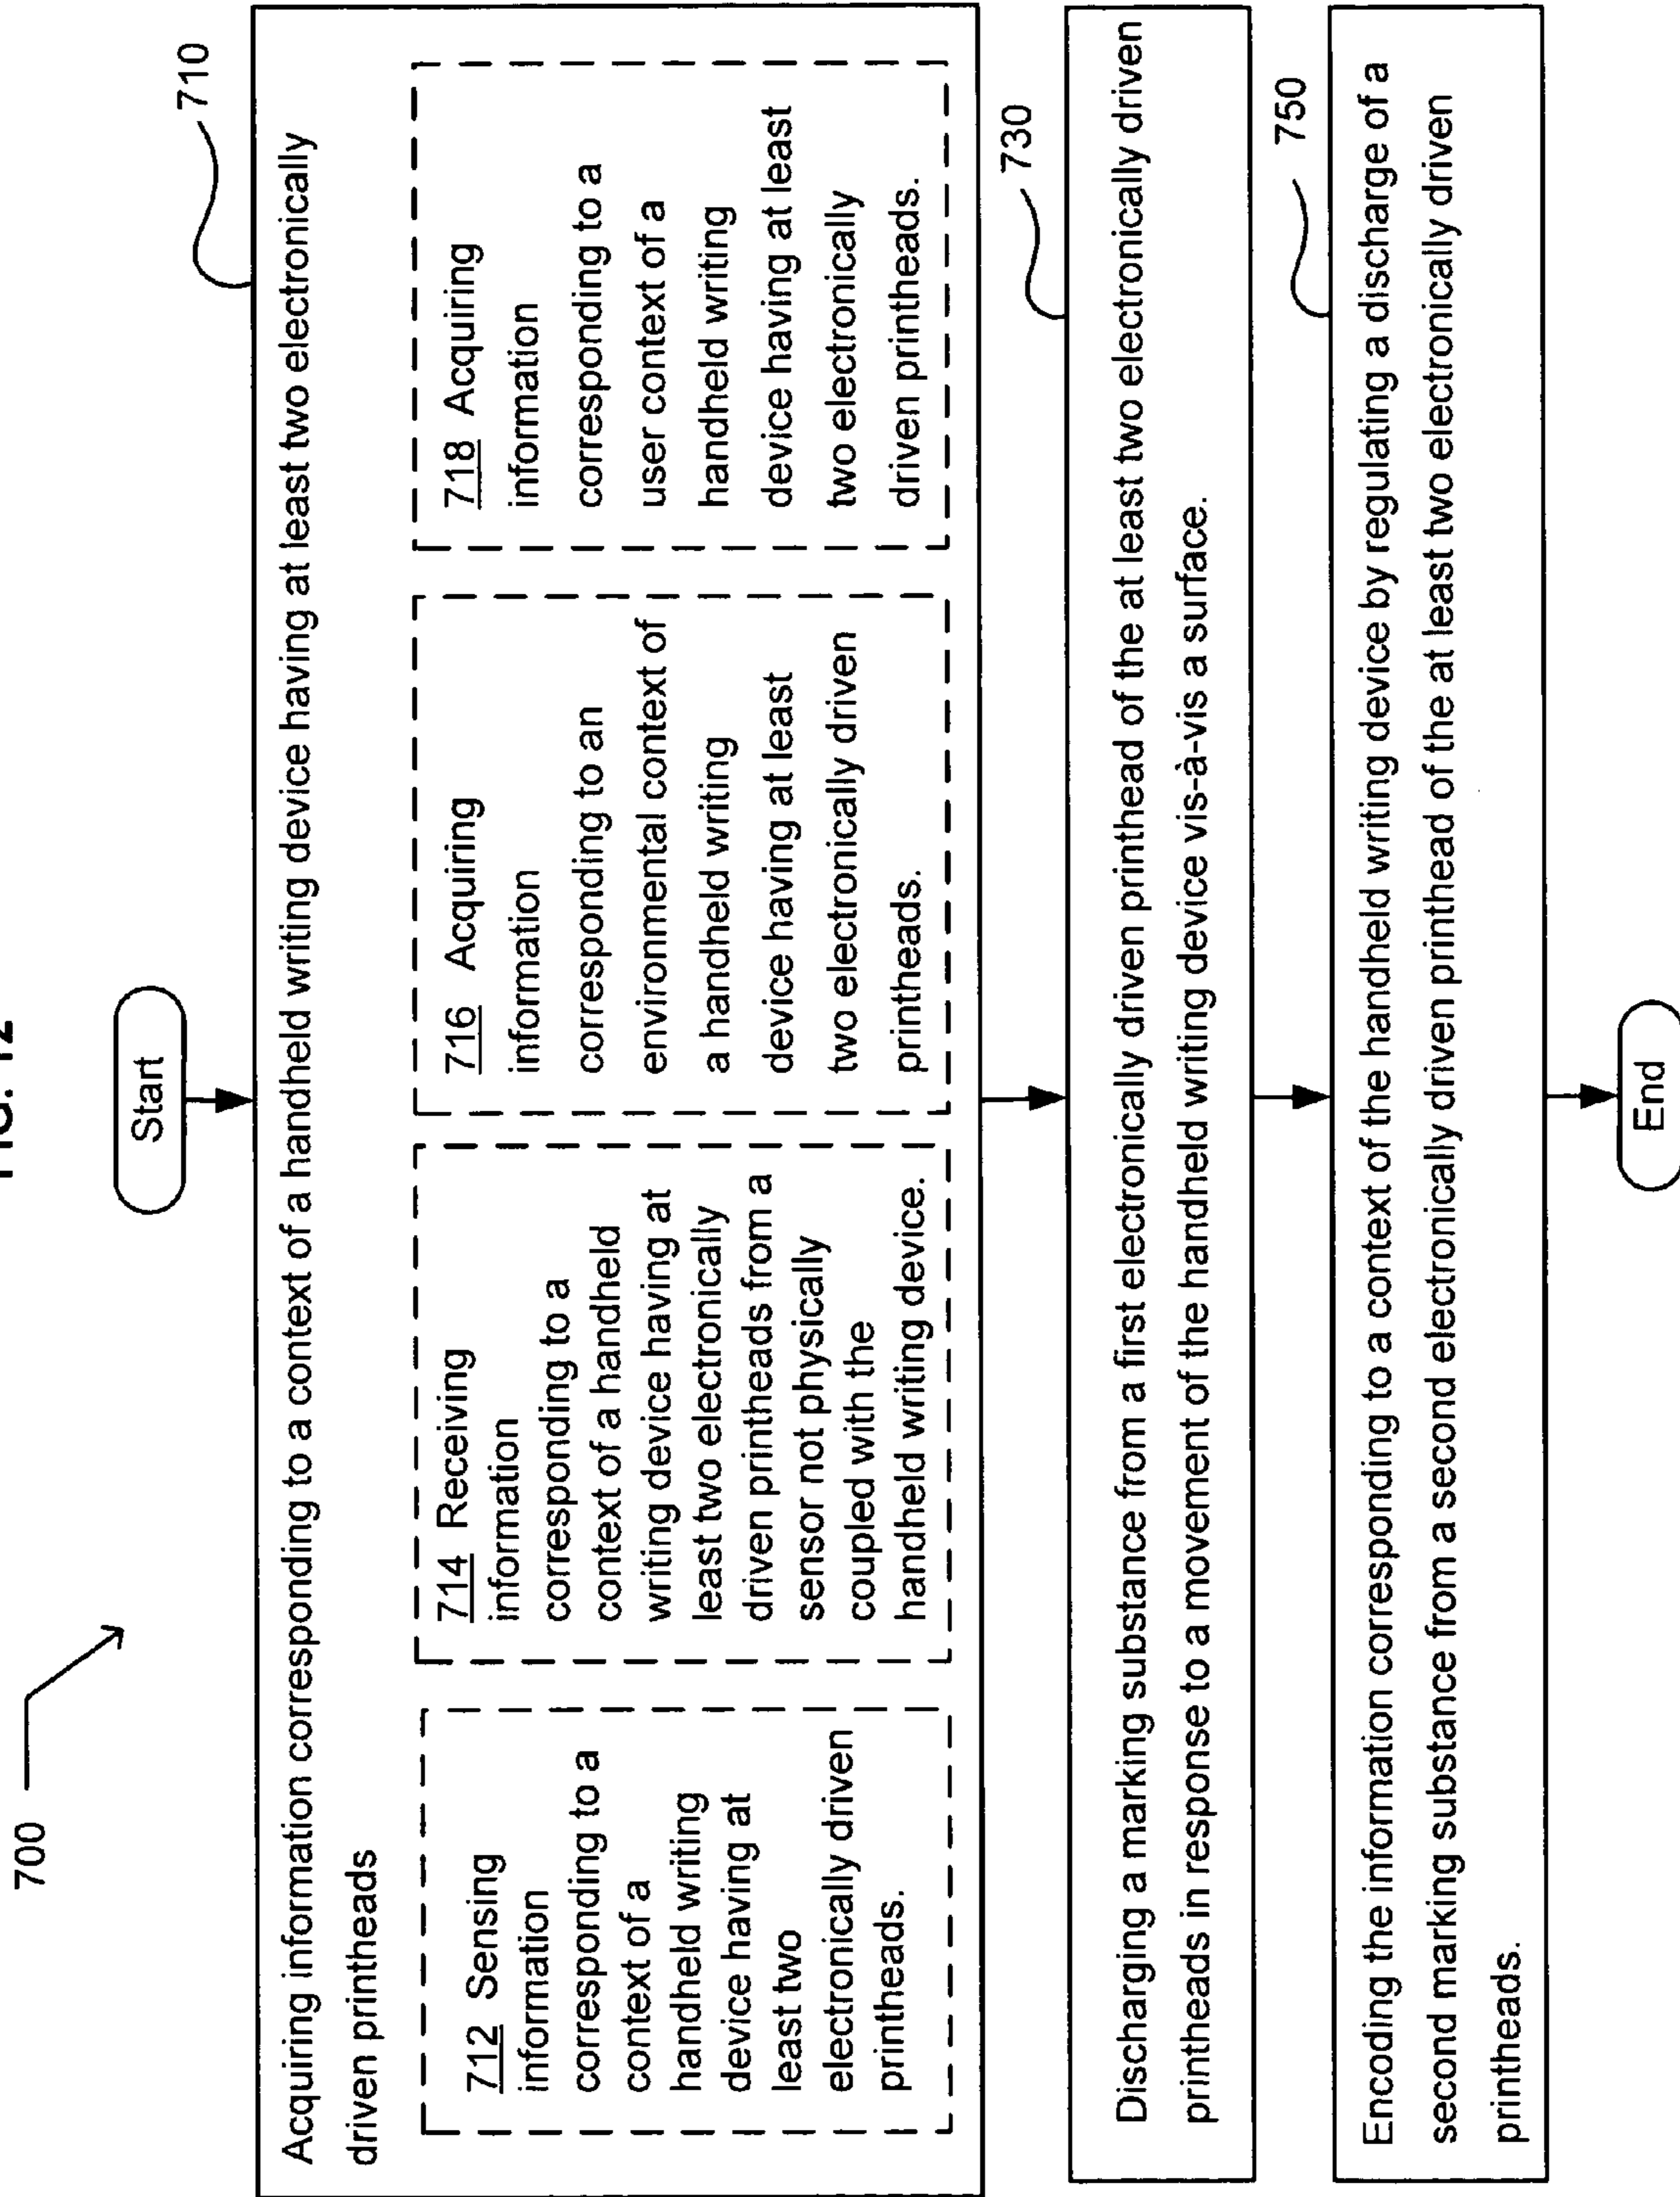 FIG. 12
700
Start
710
Acquiring information corresponding to a context of a handheld writing device having at least two electronically
driven printheads
712 Sensing
information
corresponding to a
context of a
handheld writing
device having at
least two
electronically driven
printheads.
714 Receiving
information
corresponding to a
context of a handheld
writing device having at
least two electronically
driven printheads from a
sensor not physically
coupled with the
handheld writing device.
716 Acquiring
information
corresponding to an
environmental context of
a handheld writing
device having at least
two electronically driven
printheads.
718 Acquiring
information
corresponding to a
user context of a
handheld writing
device having at least
two electronically
driven printheads.
730
Discharging a marking substance from a first electronically driven printhead of the at least two electronically driven
printheads in response to a movement of the handheld writing device vis-à-vis a surface.
750
Encoding the information corresponding to a context of the handheld writing device by regulating a discharge of a
second marking substance from a second electronically driven printhead of the at least two electronically driven
printheads.
End